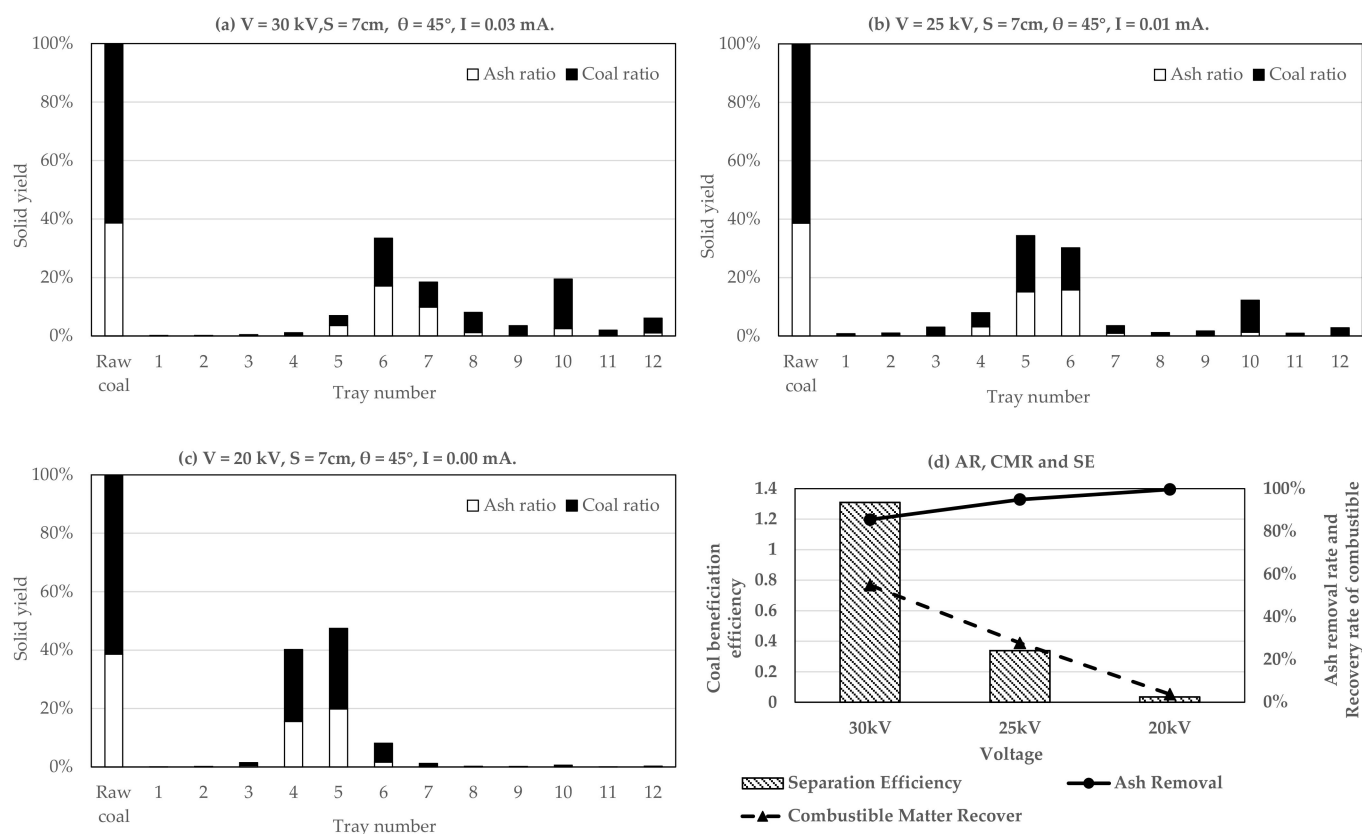 (a) V = 30 kV,S = 7cm, θ = 45°, I = 0.03 mA.
100%
80%
60%
40%
20%
0%
Solid yield
Ash ratio Coal ratio
Raw coal 1 2 3 4 5 6 7 8 9 10 11 12
Tray number
(b) V = 25 kV, S = 7cm, θ = 45°, I = 0.01 mA.
100%
80%
60%
40%
20%
0%
Solid yield
Ash ratio Coal ratio
Raw coal 1 2 3 4 5 6 7 8 9 10 11 12
Tray number
(c) V = 20 kV, S = 7cm, θ = 45°, I = 0.00 mA.
100%
80%
60%
40%
20%
0%
Solid yield
Ash ratio Coal ratio
Raw coal 1 2 3 4 5 6 7 8 9 10 11 12
Tray number
(d) AR, CMR and SE
1.4
1.2
1
0.8
0.6
0.4
0.2
0
Coal beneficiation
efficiency
100%
80%
60%
40%
20%
0%
Ash removal rate and
Recovery rate of combustible
30kV 25kV 20kV
Voltage
Separation Efficiency Ash Removal
Combustible Matter Recover